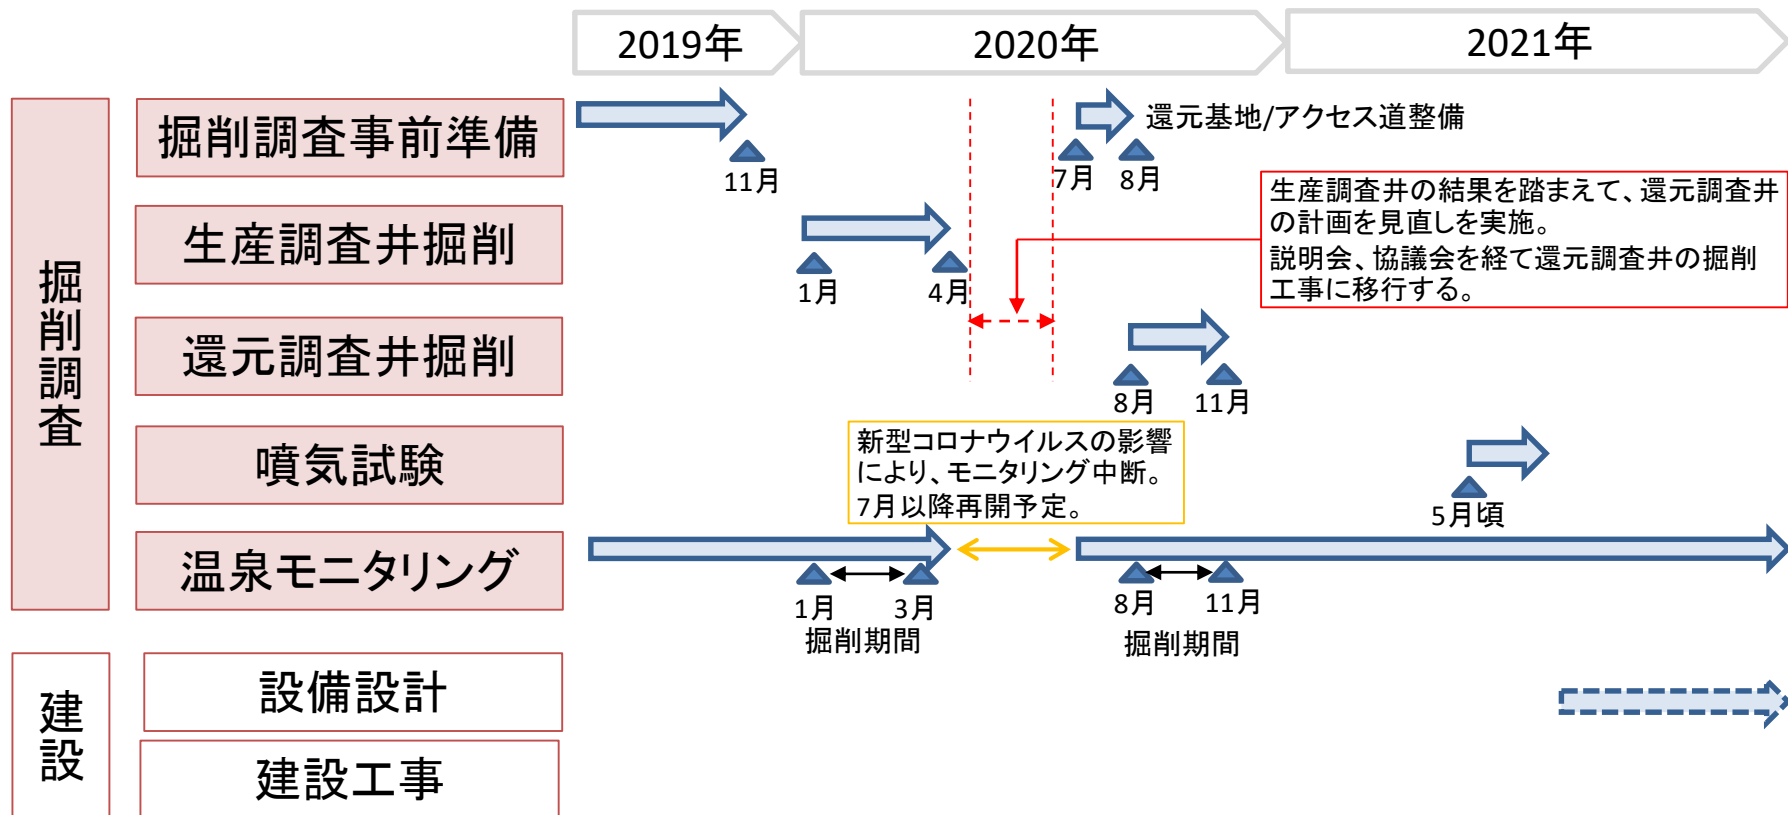 2019年
2020年
2021年
掘削調査
掘削調査事前準備
11月
7月
8月
還元基地/アクセス道整備
生産調査井の結果を踏まえて、還元調査井
の計画を見直しを実施。
説明会、協議会を経て還元調査井の掘削
工事に移行する。
生産調査井掘削
1月
4月
還元調査井掘削
8月
11月
噴気試験
5月頃
新型コロナウイルスの影響
により、モニタリング中断。
7月以降再開予定。
温泉モニタリング
1月
3月
掘削期間
8月
11月
掘削期間
建設
設備設計
建設工事